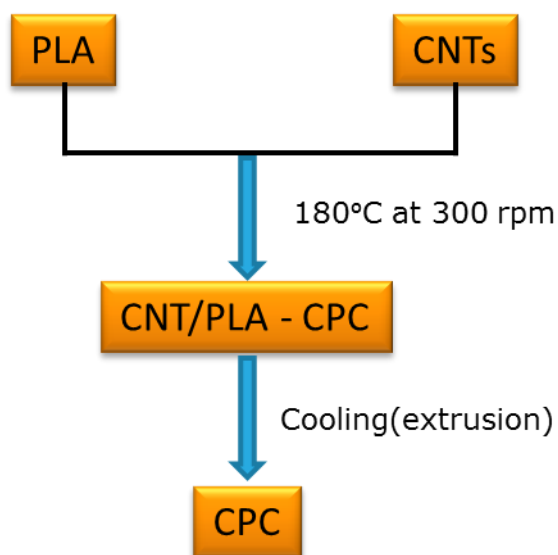 PLA
CNTs
180°C at 300 rpm
CNT/PLA - CPC
Cooling(extrusion)
CPC